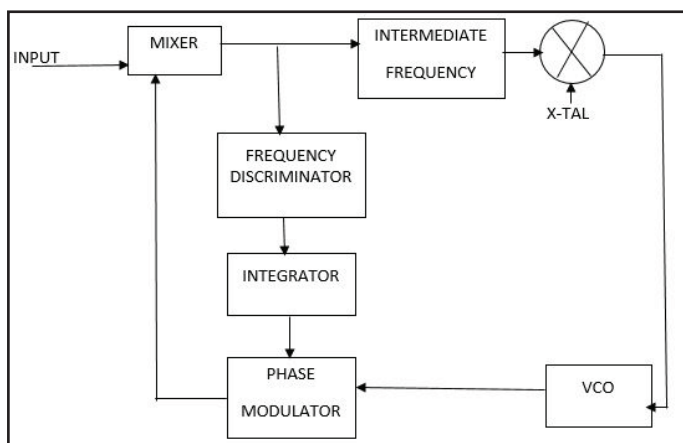 INPUT
MIXER
INTERMEDIATE
FREQUENCY
X-TAL
FREQUENCY
DISCRIMINATOR
INTEGRATOR
PHASE
MODULATOR
VCO